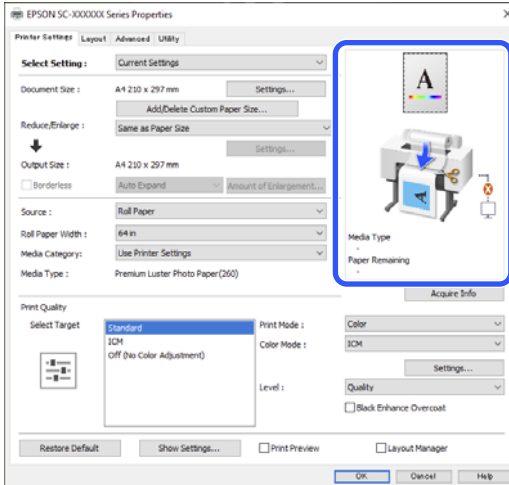 EPSON SC-XXXXXX Series Properties
Printer Settings Layout Advanced Utility
Select Setting : Current Settings
Document Size : A4 210 x 297 mm Settings...
Add/Delete Custom Paper Size...
Reduce/Enlarge : Same as Paper Size
Settings...
Output Size : A4 210 x 297 mm
Borderless Auto Expand Amount of Enlargement...
Source : Roll Paper
Roll Paper Width : 64 in
Media Category: Use Printer Settings
Media Type : Premium Luster Photo Paper(260)
A
Media Type
-
Paper Remaining
-
Acquire Info
Print Quality
Select Target
Standard
ICM
Off (No Color Adjustment)
Print Mode : Color
Color Mode : ICM
Settings...
Level : Quality
Black Enhance Overcoat
Restore Default Show Settings... Print Preview Layout Manager
OK Cancel Help